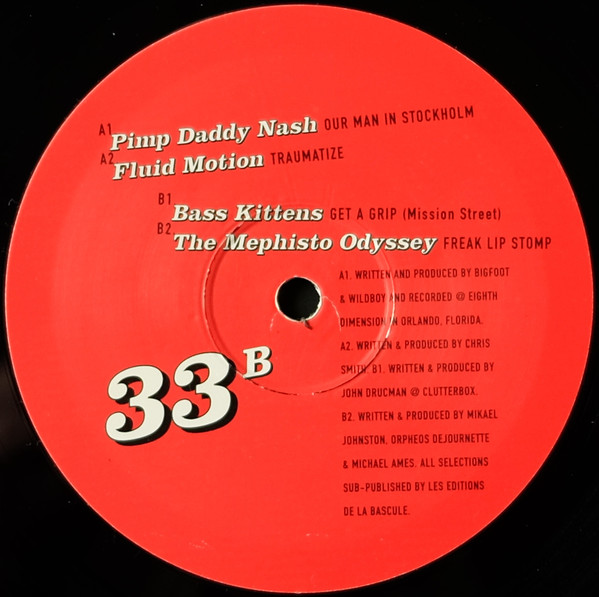 A1 Pimp Daddy Nash OUR MAN IN STOCKHOLM
A2 Fluid Motion TRAUMATIZE
B1 Bass Kittens GET A GRIP (Mission Street)
B2 The Mephisto Odyssey FREAK LIP STOMP
A1. WRITTEN AND PRODUCED BY BIGFOOT
& WILDBOY AND RECORDED @ EIGHTH
DIMENSION IN ORLANDO, FLORIDA.
A2. WRITTEN & PRODUCED BY CHRIS
SMITH. B1. WRITTEN & PRODUCED BY
JOHN DRUCMAN @ CLUTTERBOX.
B2. WRITTEN & PRODUCED BY MIKAEL
JOHNSTON, ORPHEOS DEJOURNETTE
& MICHAEL AMES. ALL SELECTIONS
SUB-PUBLISHED BY LES EDITIONS
DE LA BASCULE.
33 B